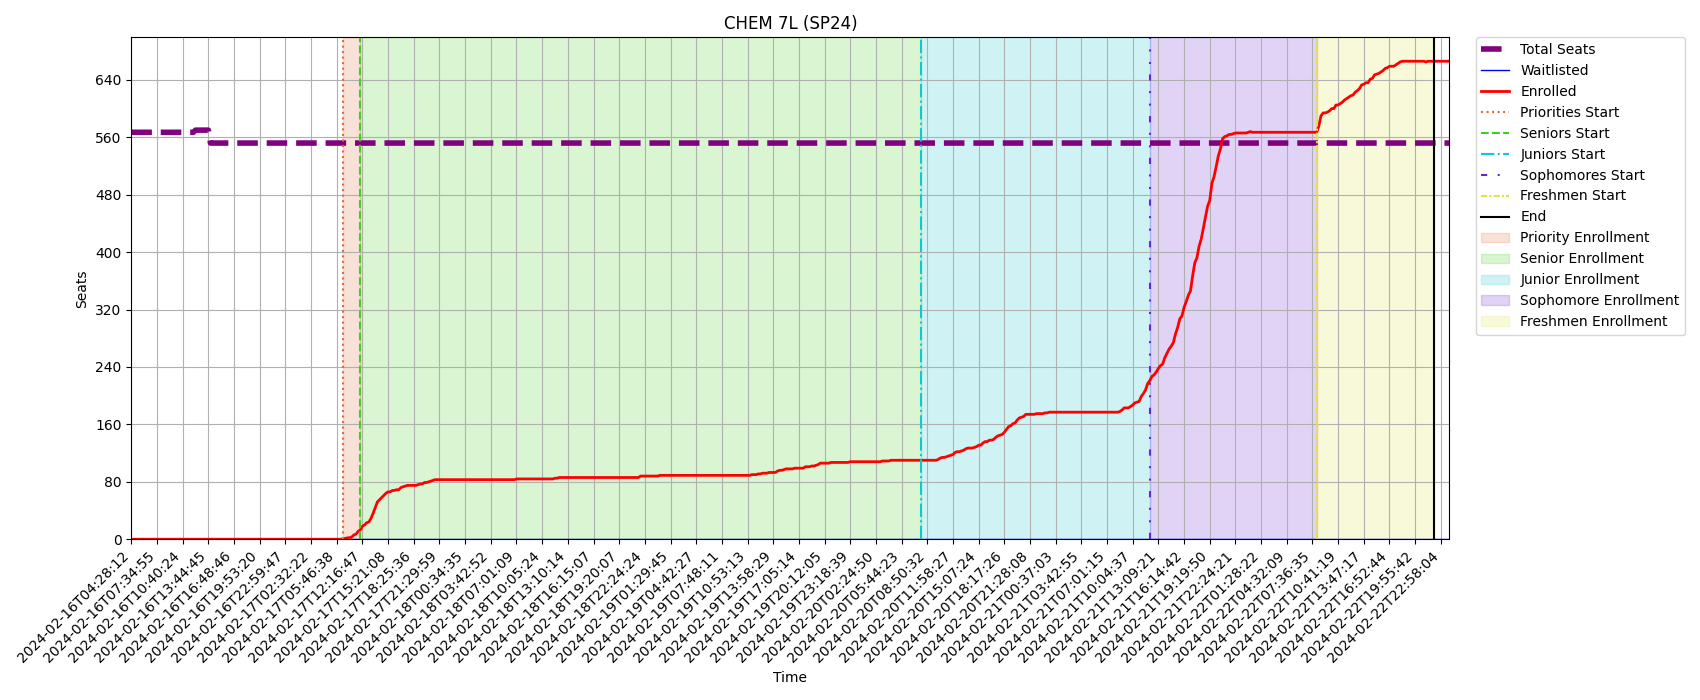 CHEM 7L (SP24)
Seats
640
560
480
400
320
240
160
80
0
2024-02-16T04:28:12
2024-02-16T07:34:55
2024-02-16T10:40:24
2024-02-16T13:44:45
2024-02-16T16:48:46
2024-02-16T19:53:20
2024-02-16T22:59:47
2024-02-17T02:32:22
2024-02-17T05:46:38
2024-02-17T12:16:47
2024-02-17T15:21:08
2024-02-17T18:25:36
2024-02-17T21:29:59
2024-02-18T00:34:35
2024-02-18T03:42:52
2024-02-18T07:01:09
2024-02-18T10:05:24
2024-02-18T13:10:14
2024-02-18T16:15:07
2024-02-18T19:20:07
2024-02-18T22:24:24
2024-02-19T01:29:45
2024-02-19T04:42:27
2024-02-19T07:48:11
2024-02-19T10:53:13
2024-02-19T13:58:29
2024-02-19T17:05:14
2024-02-19T20:12:05
2024-02-19T23:18:39
2024-02-20T02:24:50
2024-02-20T05:44:23
2024-02-20T08:50:32
2024-02-20T11:58:27
2024-02-20T15:07:24
2024-02-20T18:17:26
2024-02-20T21:28:08
2024-02-21T00:37:03
2024-02-21T03:42:55
2024-02-21T07:01:15
2024-02-21T10:04:37
2024-02-21T13:09:21
2024-02-21T16:14:42
2024-02-21T19:19:50
2024-02-21T22:24:21
2024-02-22T01:28:22
2024-02-22T04:32:09
2024-02-22T07:36:35
2024-02-22T10:41:19
2024-02-22T13:47:17
2024-02-22T16:52:44
2024-02-22T19:55:42
2024-02-22T22:58:04
Time
Total Seats
Waitlisted
Enrolled
Priorities Start
Seniors Start
Juniors Start
Sophomores Start
Freshmen Start
End
Priority Enrollment
Senior Enrollment
Junior Enrollment
Sophomore Enrollment
Freshmen Enrollment